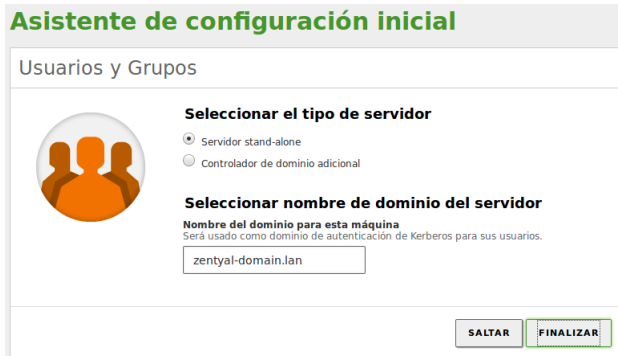 Asistente de configuración inicial
Usuarios y Grupos
Seleccionar el tipo de servidor
Servidor stand-alone
Controlador de dominio adicional
Seleccionar nombre de dominio del servidor
Nombre del dominio para esta máquina
Será usado como dominio de autenticación de Kerberos para sus usuarios.
zentyal-domain.lan
SALTAR
FINALIZAR